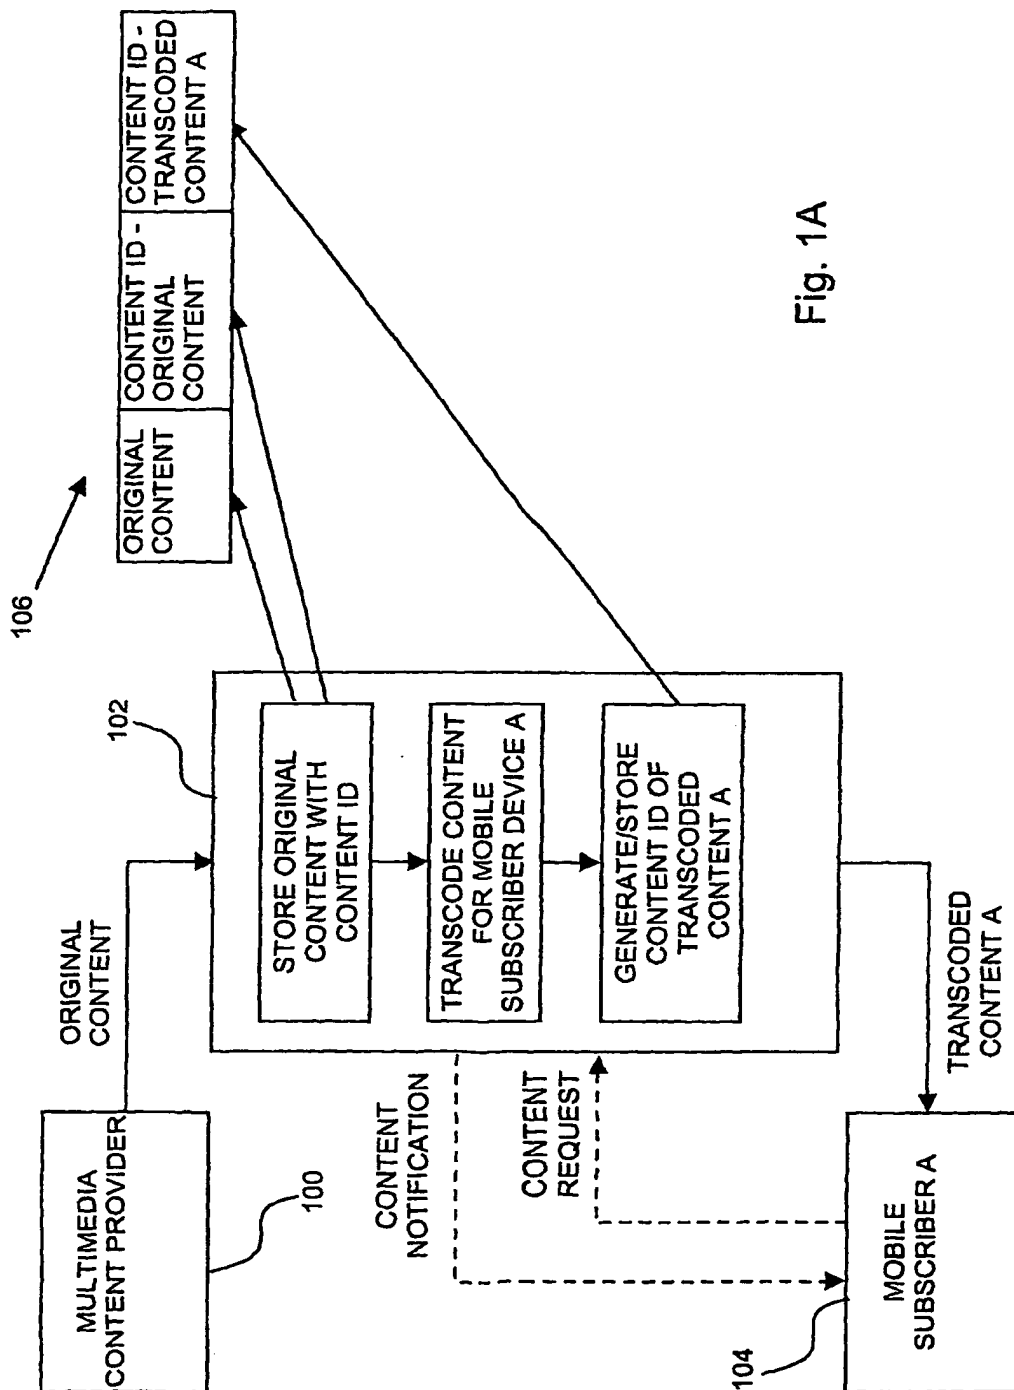 MULTIMEDIA
CONTENT PROVIDER
100
ORIGINAL
CONTENT
102
STORE ORIGINAL
CONTENT WITH
CONTENT ID
TRANSCODE CONTENT
FOR MOBILE
SUBSCRIBER DEVICE A
GENERATE/STORE
CONTENT ID OF
TRANSCODED
CONTENT A
CONTENT
NOTIFICATION
CONTENT
REQUEST
MOBILE
SUBSCRIBER A
104
TRANSCODED
CONTENT A
106
ORIGINAL
CONTENT
CONTENT ID -
ORIGINAL
CONTENT
CONTENT ID -
TRANSCODED
CONTENT A
Fig. 1A